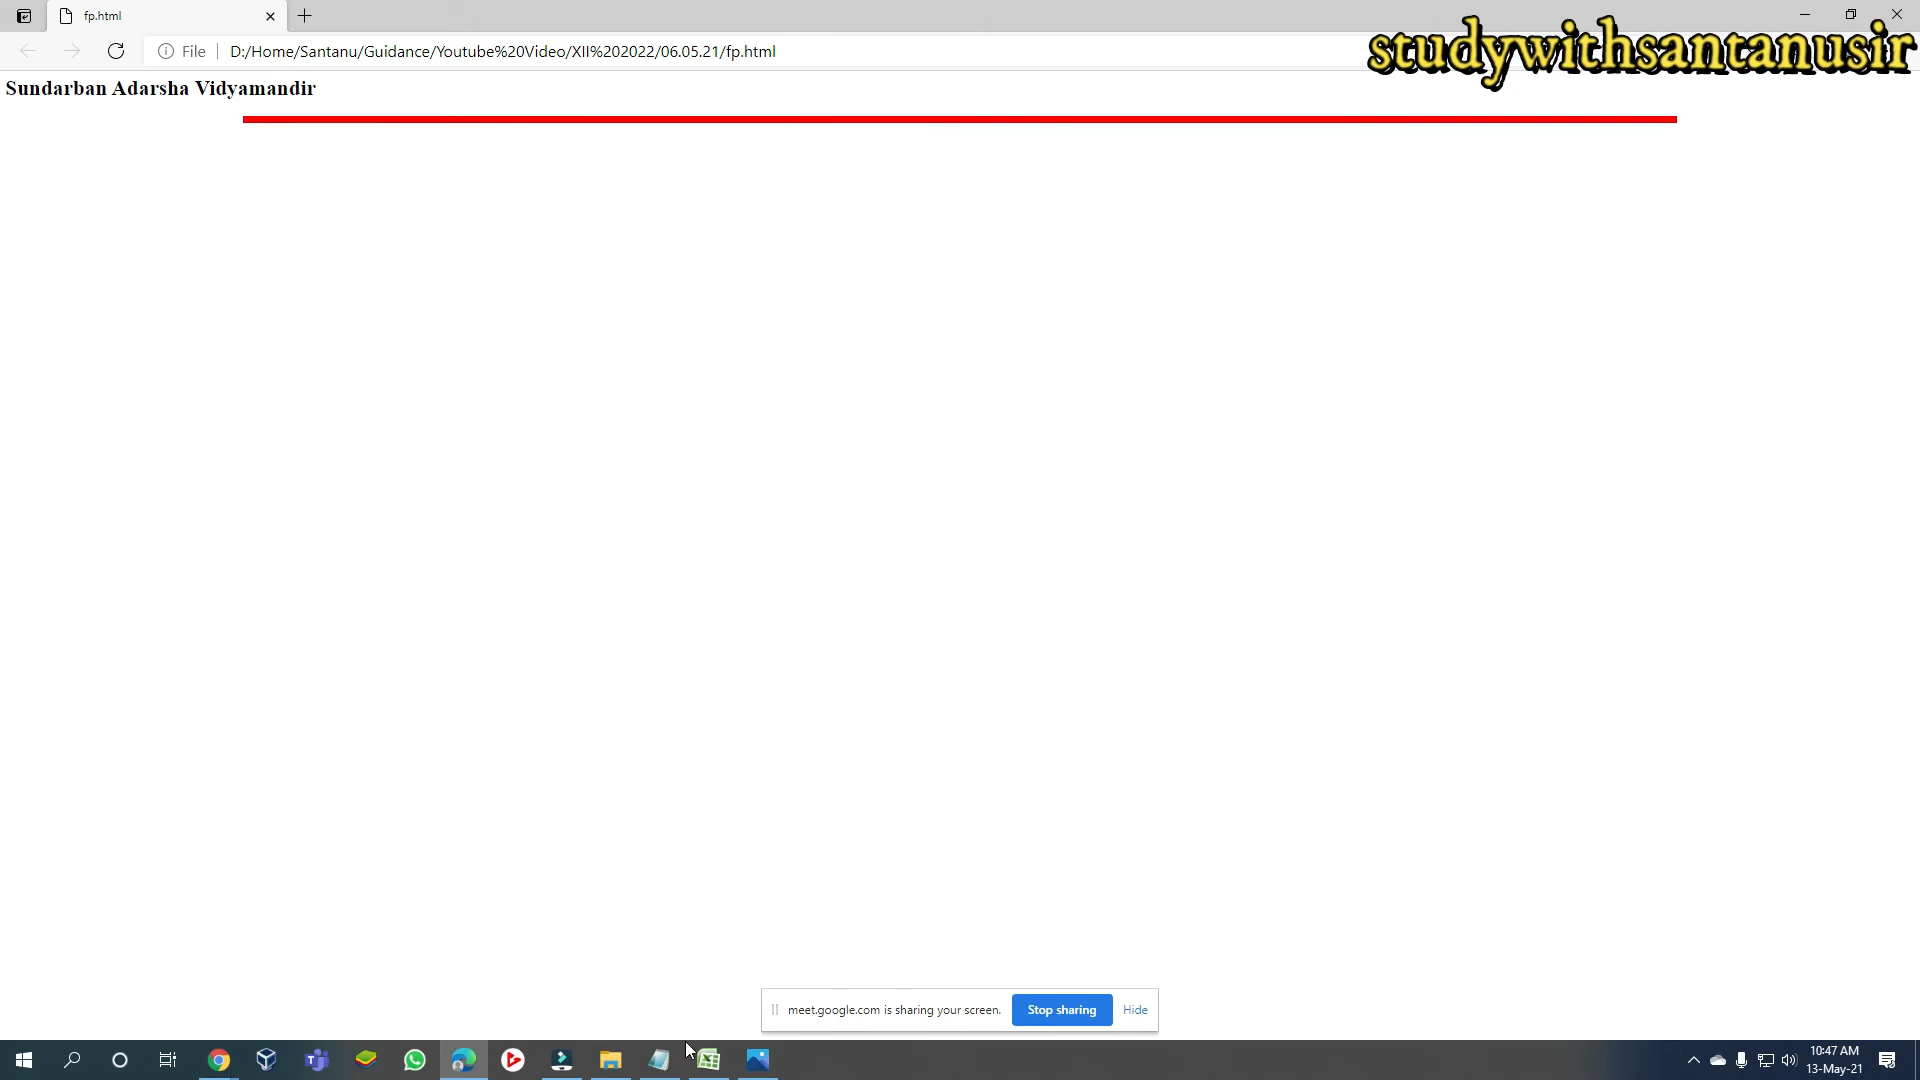 fp.html
studywithsantanusir
File
D:/Home/Santanu/Guidance/Youtube%20Video/XII%202022/06.05.21/fp.html
Sundarban Adarsha Vidyamandir
meet.google.com is sharing your screen.
Stop sharing
Hide
10:47 AM
13-May-21